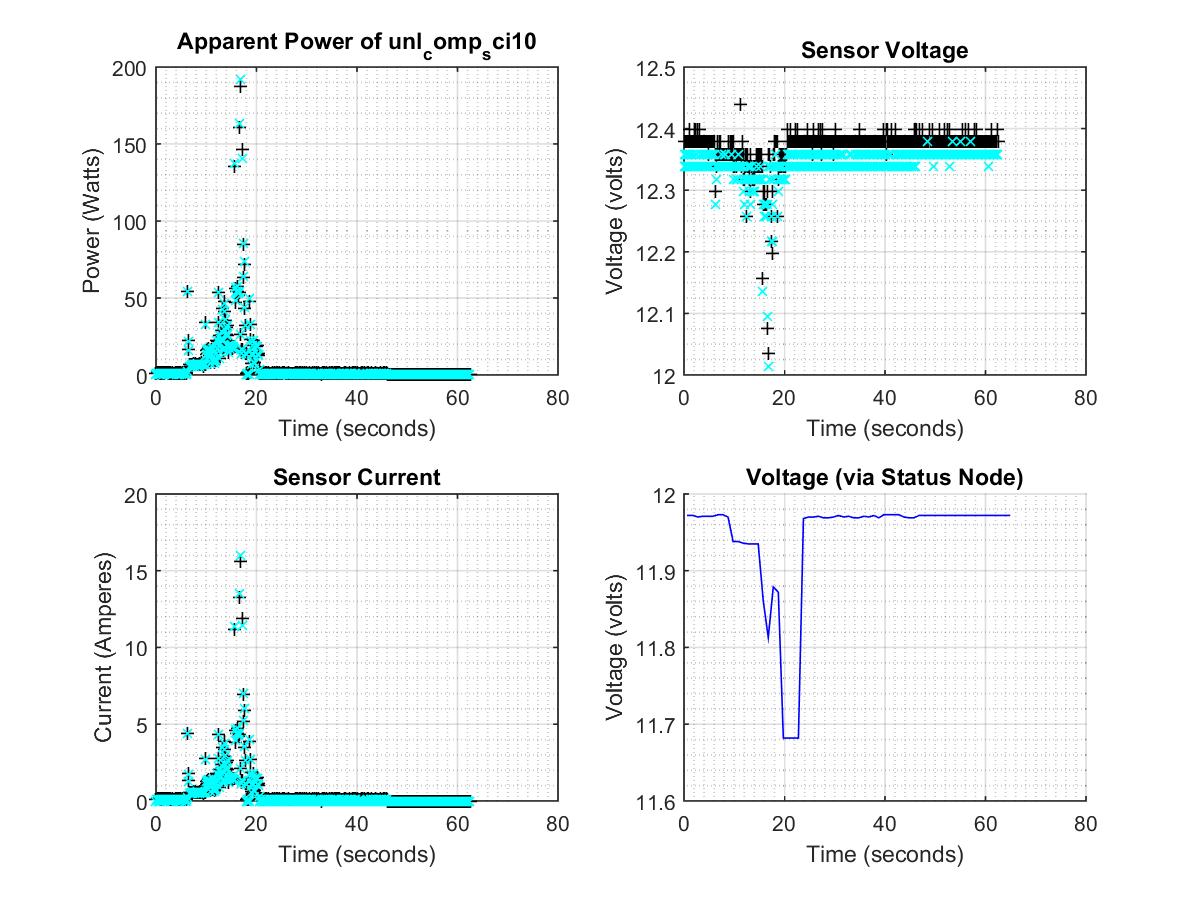 Apparent Power of unl_comp_sci10
200
150
100
50
0
Power (Watts)
0 20 40 60 80
Time (seconds)
Sensor Voltage
12.5
12.4
12.3
12.2
12.1
12
Voltage (volts)
0 20 40 60 80
Time (seconds)
Sensor Current
20
15
10
5
0
Current (Amperes)
0 20 40 60 80
Time (seconds)
Voltage (via Status Node)
12
11.9
11.8
11.7
11.6
Voltage (volts)
0 20 40 60 80
Time (seconds)